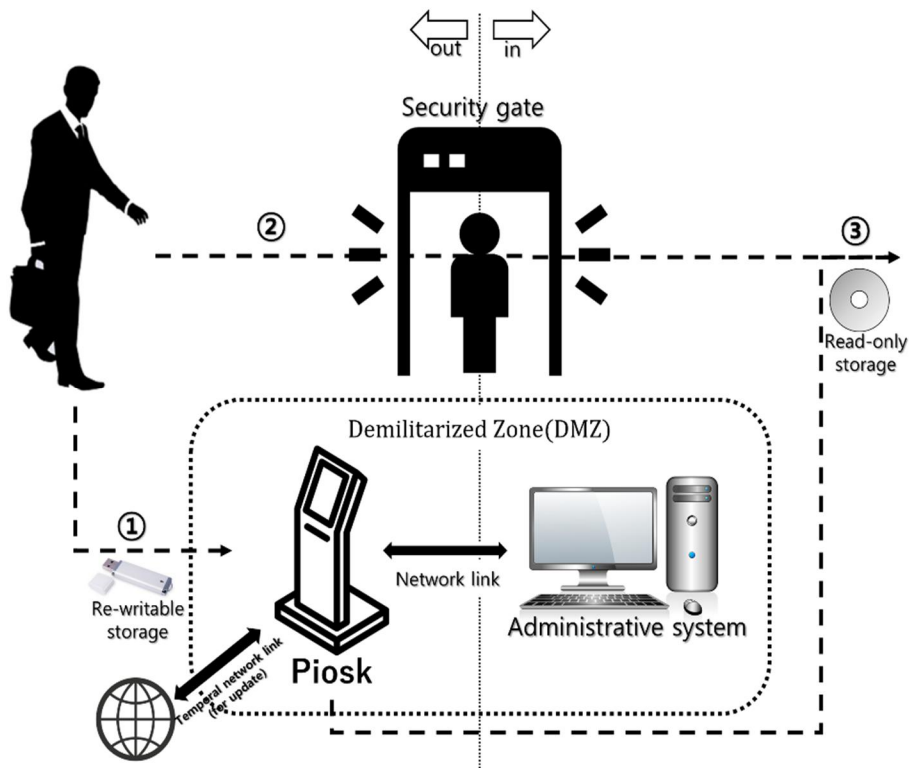 out
in
Security gate
②
③
Read-only
storage
Demilitarized Zone(DMZ)
①
Network link
Re-writable
storage
Administrative system
Piosk
Temporal network link
(for update)